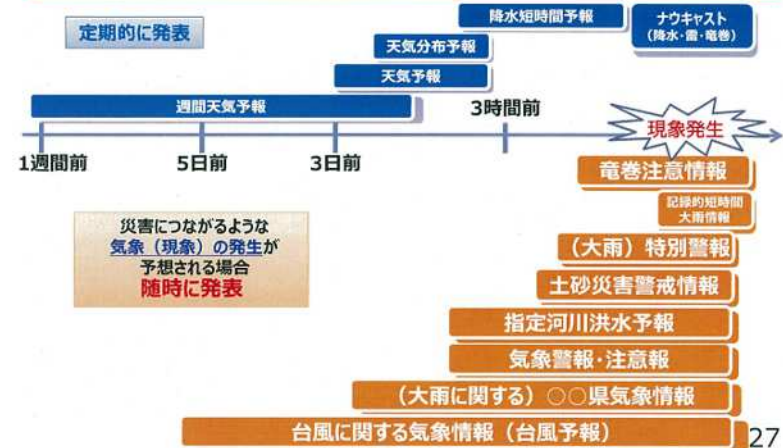 降水短時間予報
ナウキャスト
(降水・雷・竜巻)
定期的に発表
天気分布予報
天気予報
週間天気予報
3時間前
現象発生
1週間前
5日前
3日前
竜巻注意情報
記録的短時間
大雨情報
災害につながるような
気象（現象）の発生が
予想される場合
随時に発表
（大雨）特別警報
土砂災害警戒情報
指定河川洪水予報
気象警報・注意報
（大雨に関する）○○県気象情報
台風に関する気象情報（台風予報）
27